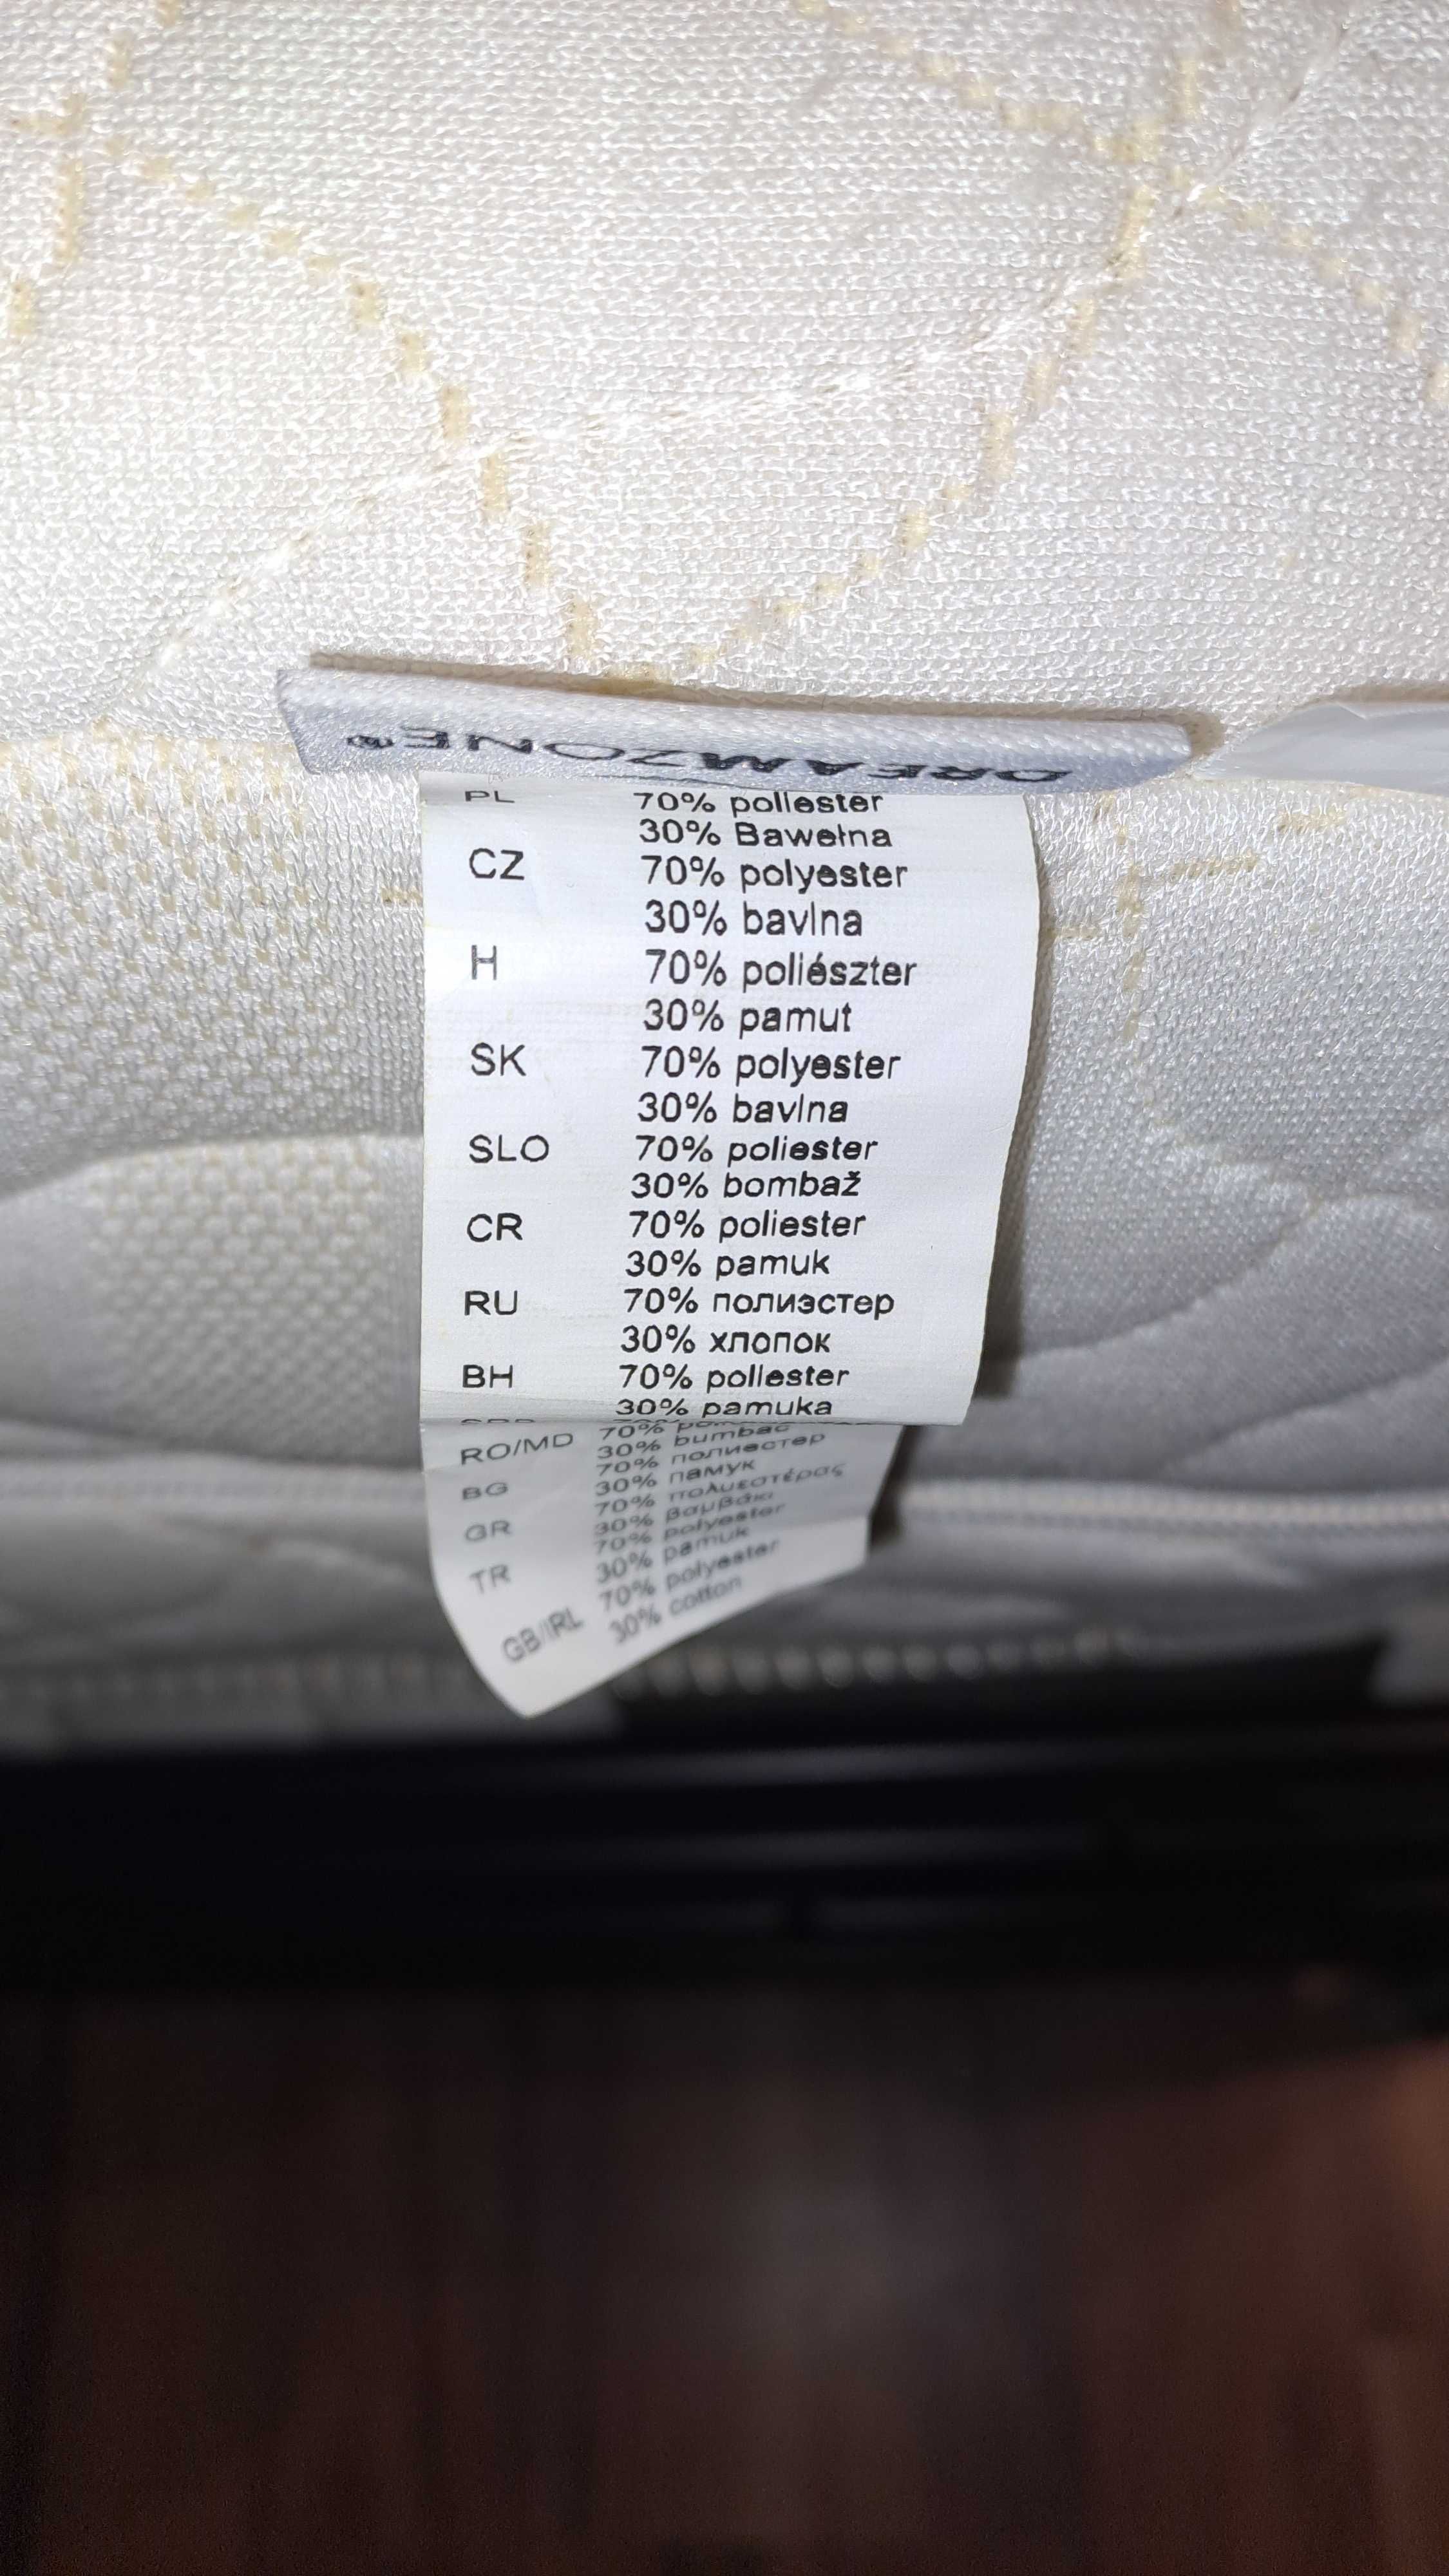 DREAMZONE®
PL 70% poliester
30% Bawełna
CZ 70% polyester
30% bavlna
H 70% poliészter
30% pamut
SK 70% polyester
30% bavlna
SLO 70% poliester
30% bombaž
CR 70% poliester
30% pamuk
RU 70% полиэстер
30% хлопок
BH 70% poliester
30% pamuka
RO/MD 70%
30% bumbac
BG 70% полиестер
30% памук
GR 70% πολυεστέρας
30% βαμβάκι
TR 70% polyester
30% pamuk
GB/IRL 70% polyester
30% cotton